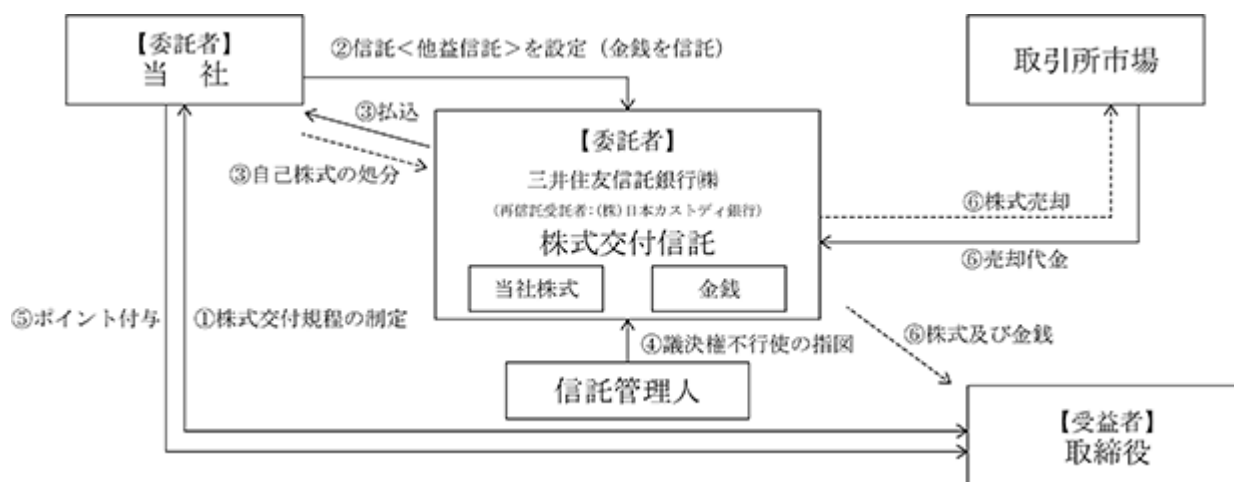 【委託者】
当 社
②信託＜他益信託＞を設定（金銭を信託）
取引所市場
③払込
③自己株式の処分
【委託者】
三井住友信託銀行㈱
（再信託受託者：（株）日本カストディ銀行）
株式交付信託
当社株式
金銭
⑥株式売却
⑥売却代金
⑤ポイント付与
①株式交付規程の制定
④議決権不行使の指図
⑥株式及び金銭
信託管理人
【受益者】
取締役